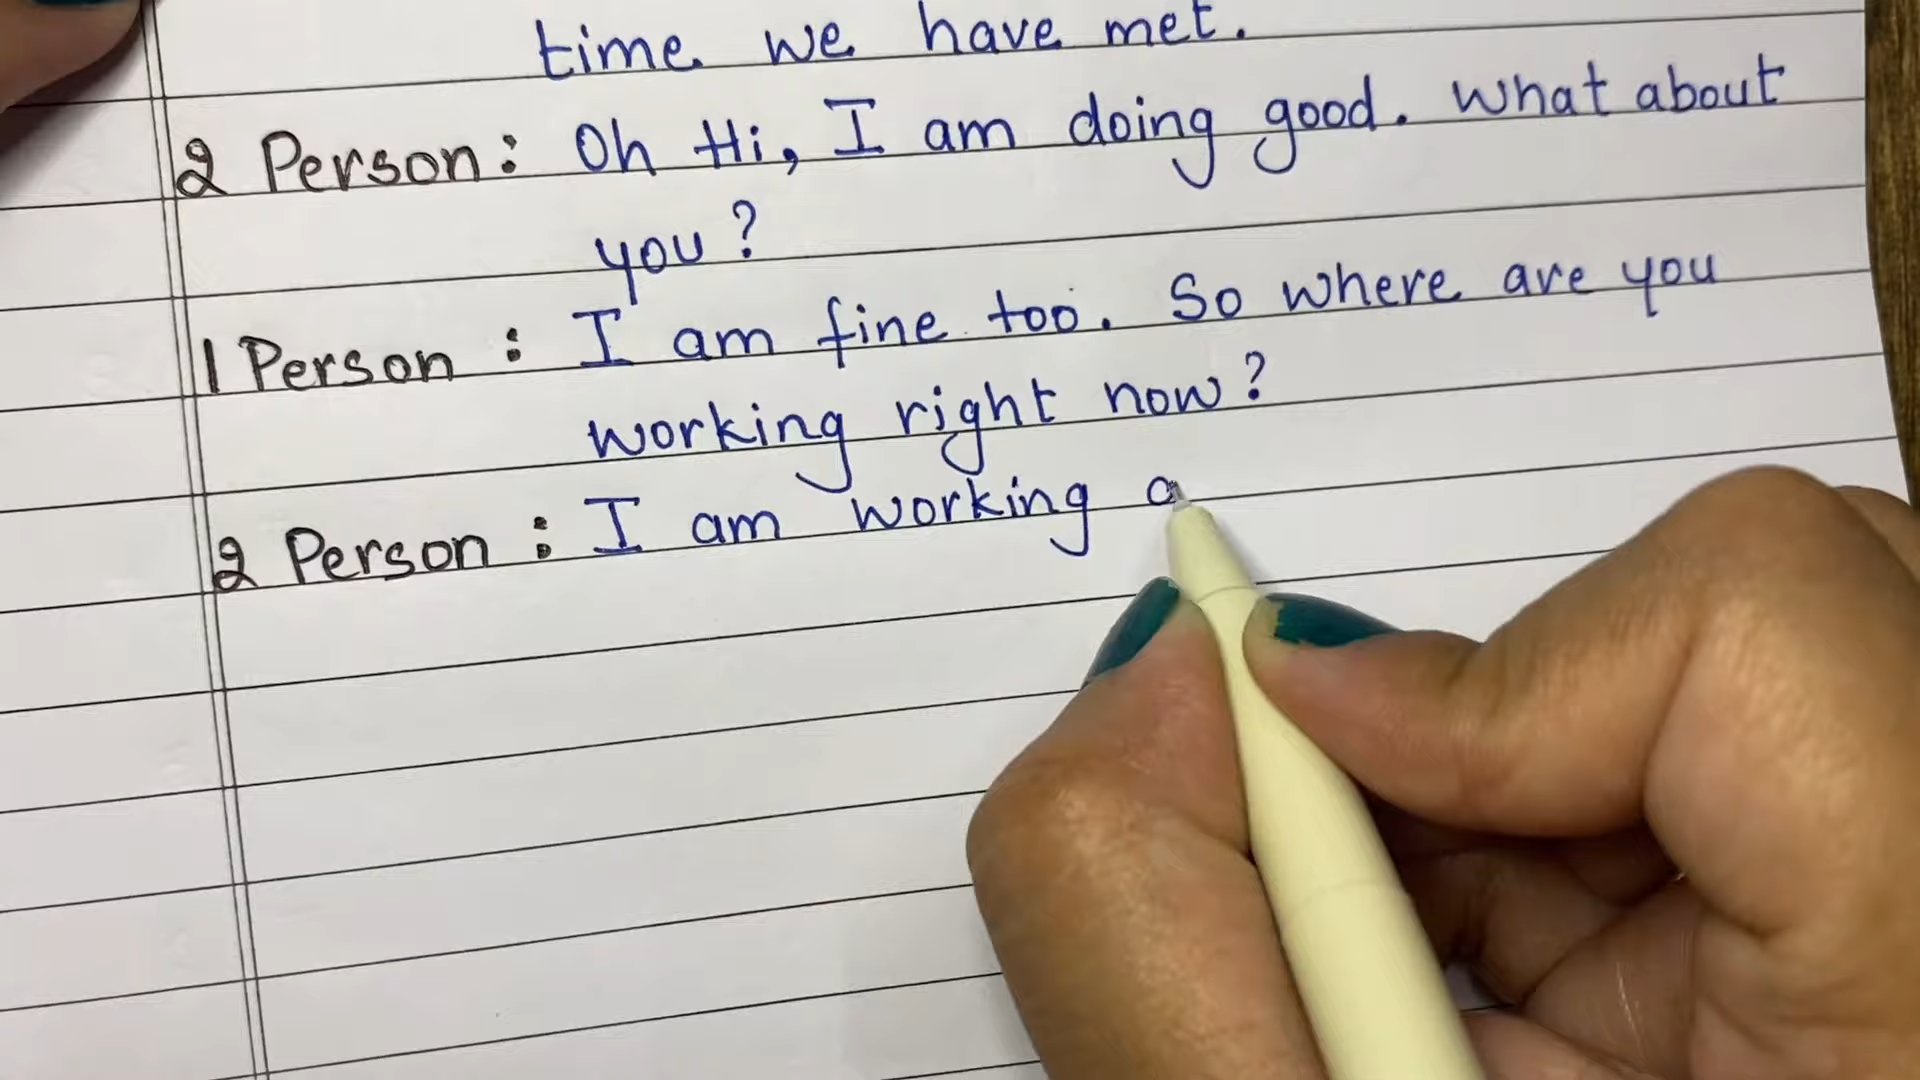 time we have met.
2 Person: Oh Hi, I am doing good. What about
you?
1 Person : I am fine too. So where are you
working right now?
2 Person : I am working a